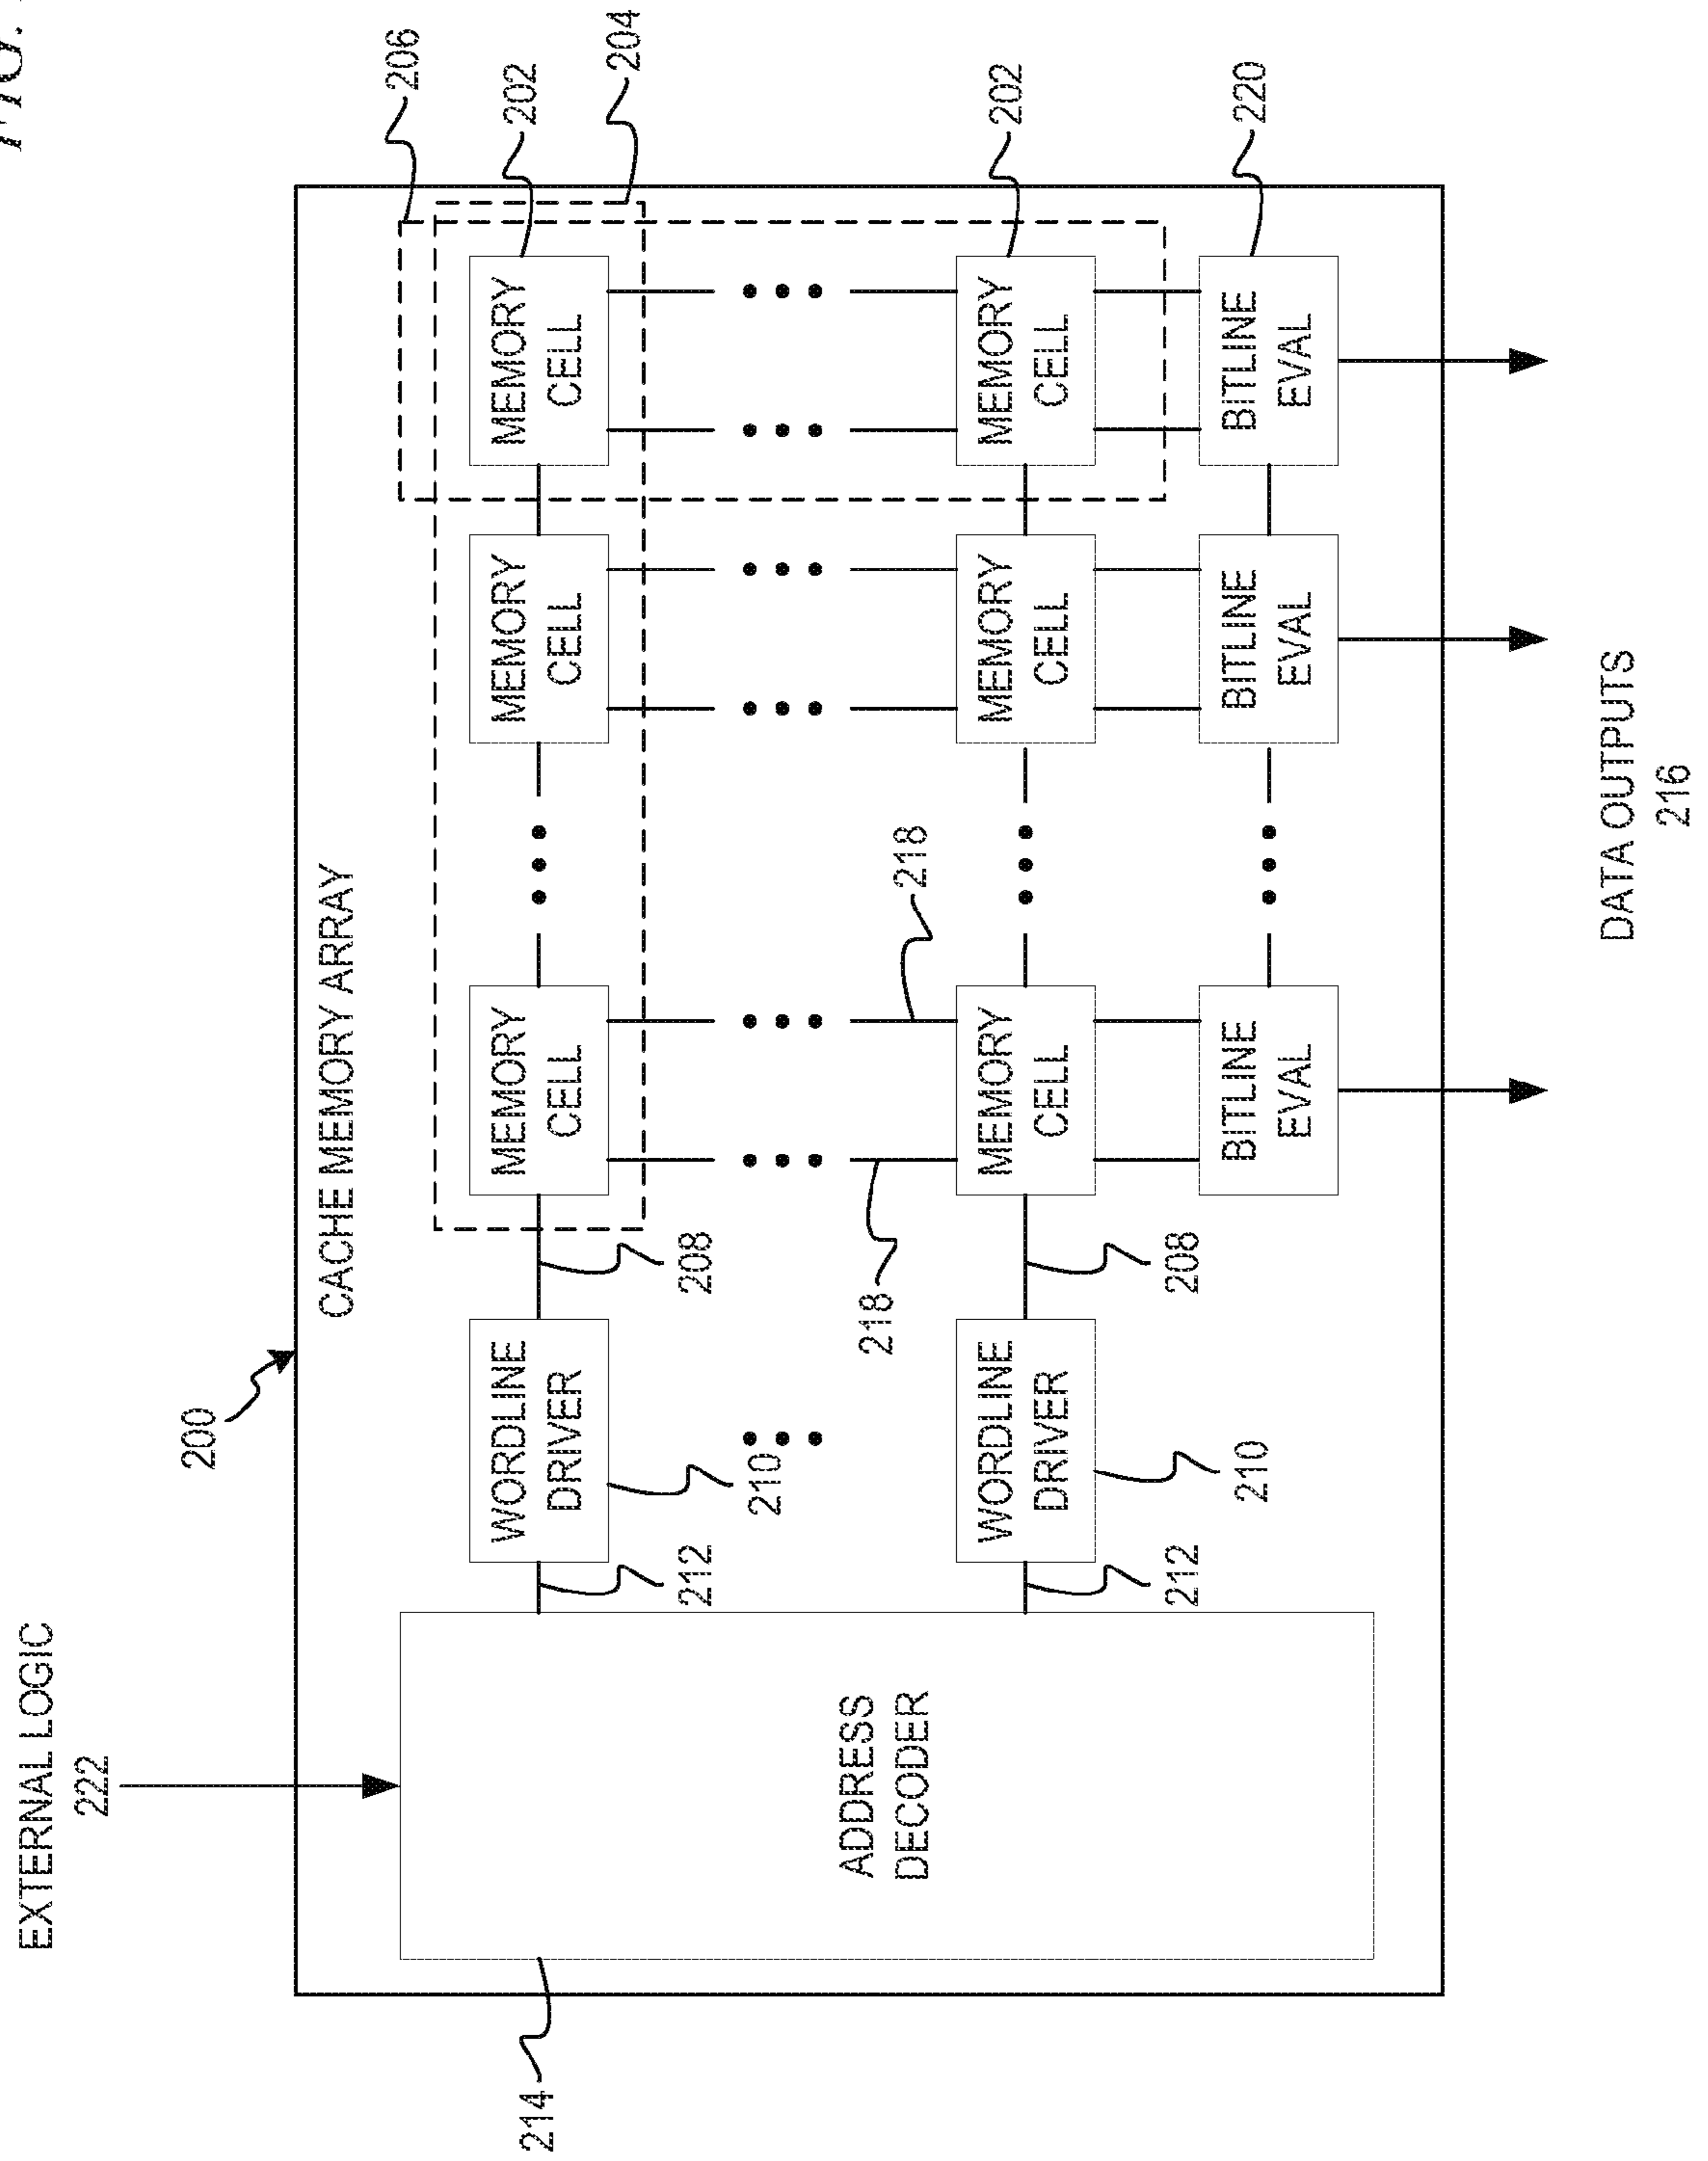 FIG.
EXTERNAL LOGIC
222
200
CACHE MEMORY ARRAY
206
214
WORDLINE
DRIVER
MEMORY
CELL
MEMORY
CELL
MEMORY
CELL
202
204
212
208
210
ADDRESS
DECODER
218
218
WORDLINE
DRIVER
MEMORY
CELL
MEMORY
CELL
MEMORY
CELL
202
212
208
210
BITLINE
EVAL
BITLINE
EVAL
BITLINE
EVAL
220
DATA OUTPUTS
216